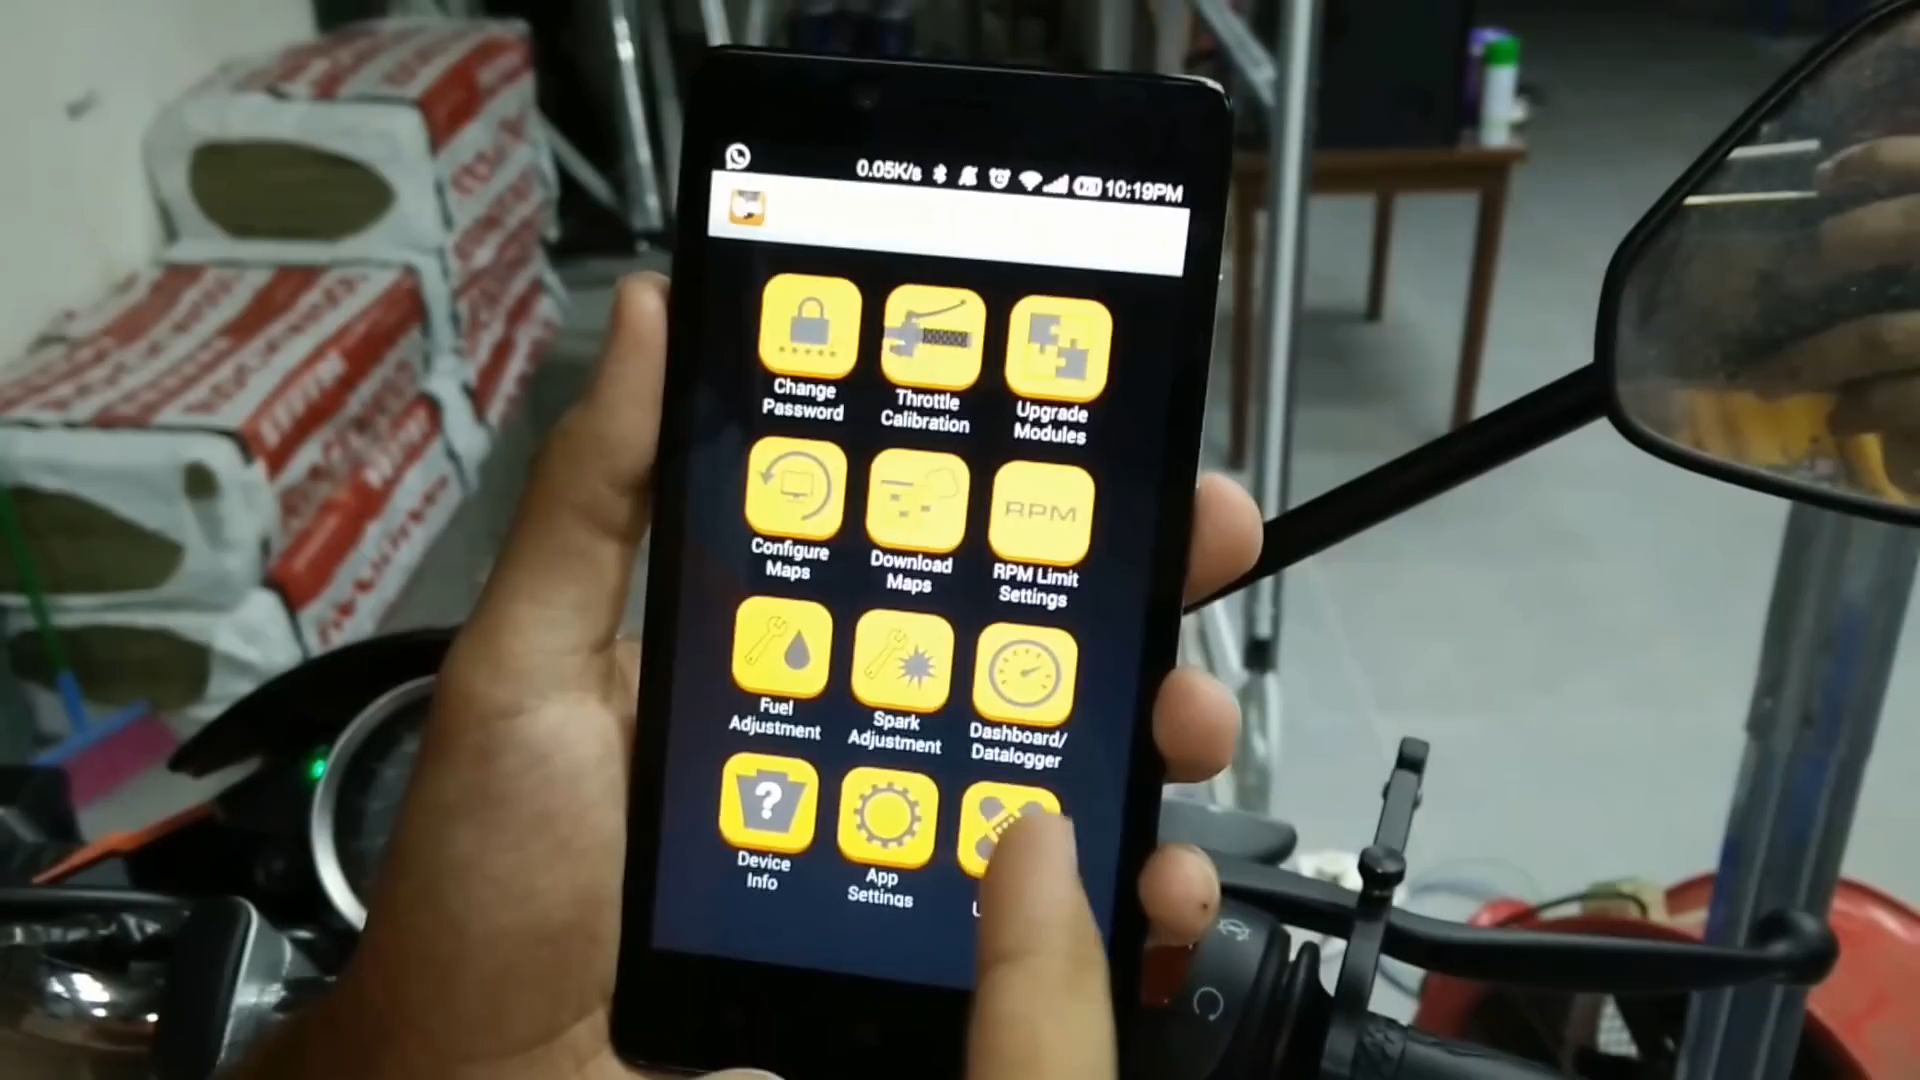 0.05K/s
10:19PM
Change
Password
Throttle
Calibration
Upgrade
Modules
Configure
Maps
Download
Maps
RPM
RPM Limit
Settings
Fuel
Adjustment
Spark
Adjustment
Dashboard/
Datalogger
?
Device
Info
App
Settings